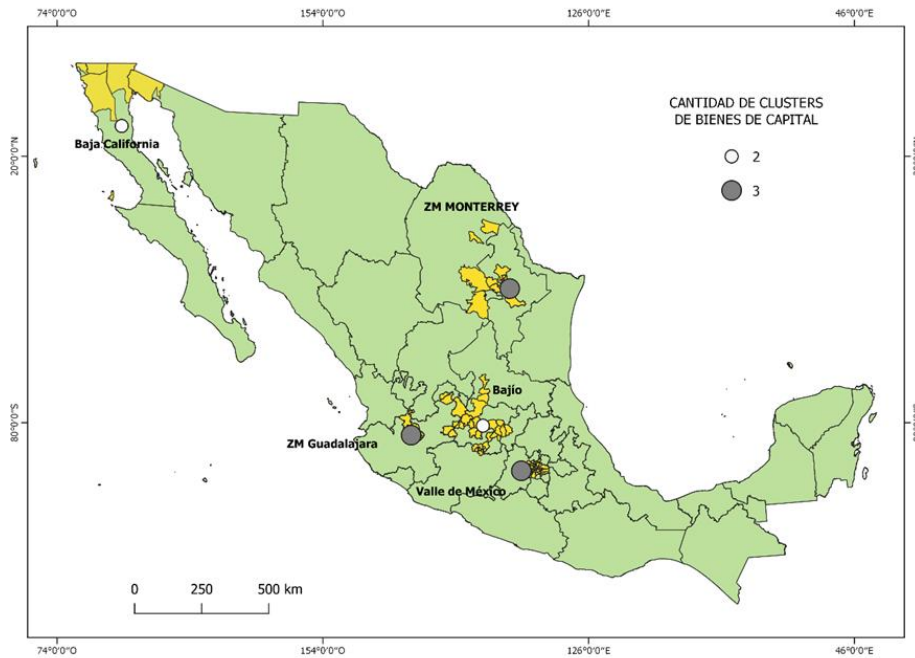 74°0'0"O 154°0'0"O 126°0'0"E 46°0'0"E
CANTIDAD DE CLUSTERS
DE BIENES DE CAPITAL
2
3
Baja California
20°0'0"N
ZM MONTERREY
Bajío
80°0'0"S
ZM Guadalajara
Valle de México
0 250 500 km
74°0'0"O 154°0'0"O 126°0'0"E 46°0'0"E